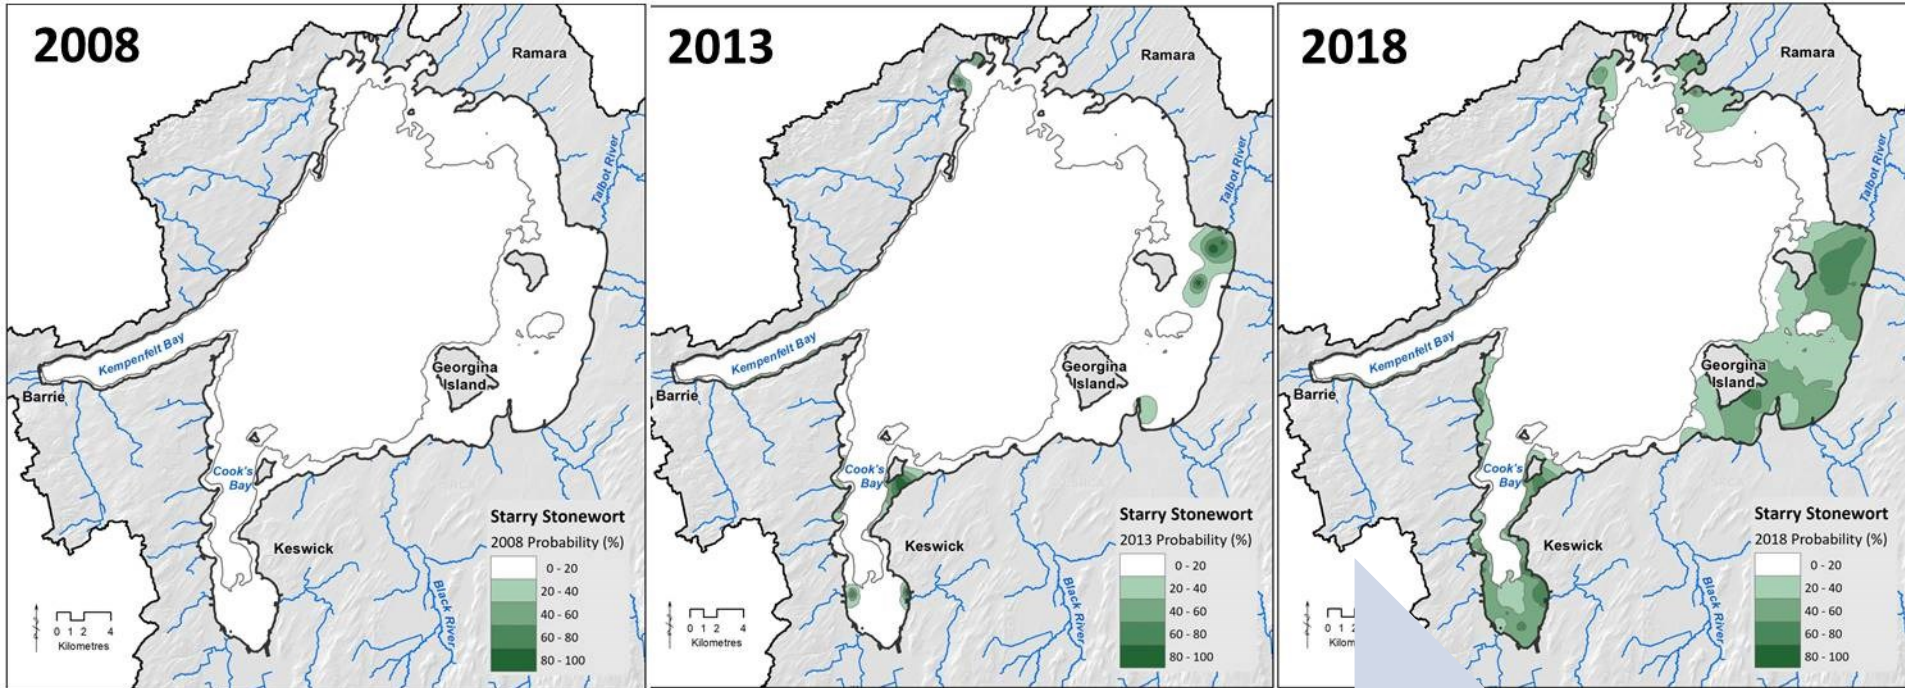 2008
Ramara
Talbot River
Kempenfelt Bay
Barrie
Georgina
Island
Cook's
Bay
Keswick
Black River
Starry Stonewort
2008 Probability (%)
0 - 20
20 - 40
40 - 60
60 - 80
80 - 100
0 1 2 4
Kilometres
2013
Ramara
Talbot River
Kempenfelt Bay
Barrie
Georgina
Island
Cook's
Bay
Keswick
Black River
Starry Stonewort
2013 Probability (%)
0 - 20
20 - 40
40 - 60
60 - 80
80 - 100
0 1 2 4
Kilometres
2018
Ramara
Talbot River
Kempenfelt Bay
Barrie
Georgina
Island
Cook's
Bay
Keswick
Black River
Starry Stonewort
2018 Probability (%)
0 - 20
20 - 40
40 - 60
60 - 80
80 - 100
0 1 2
Kil